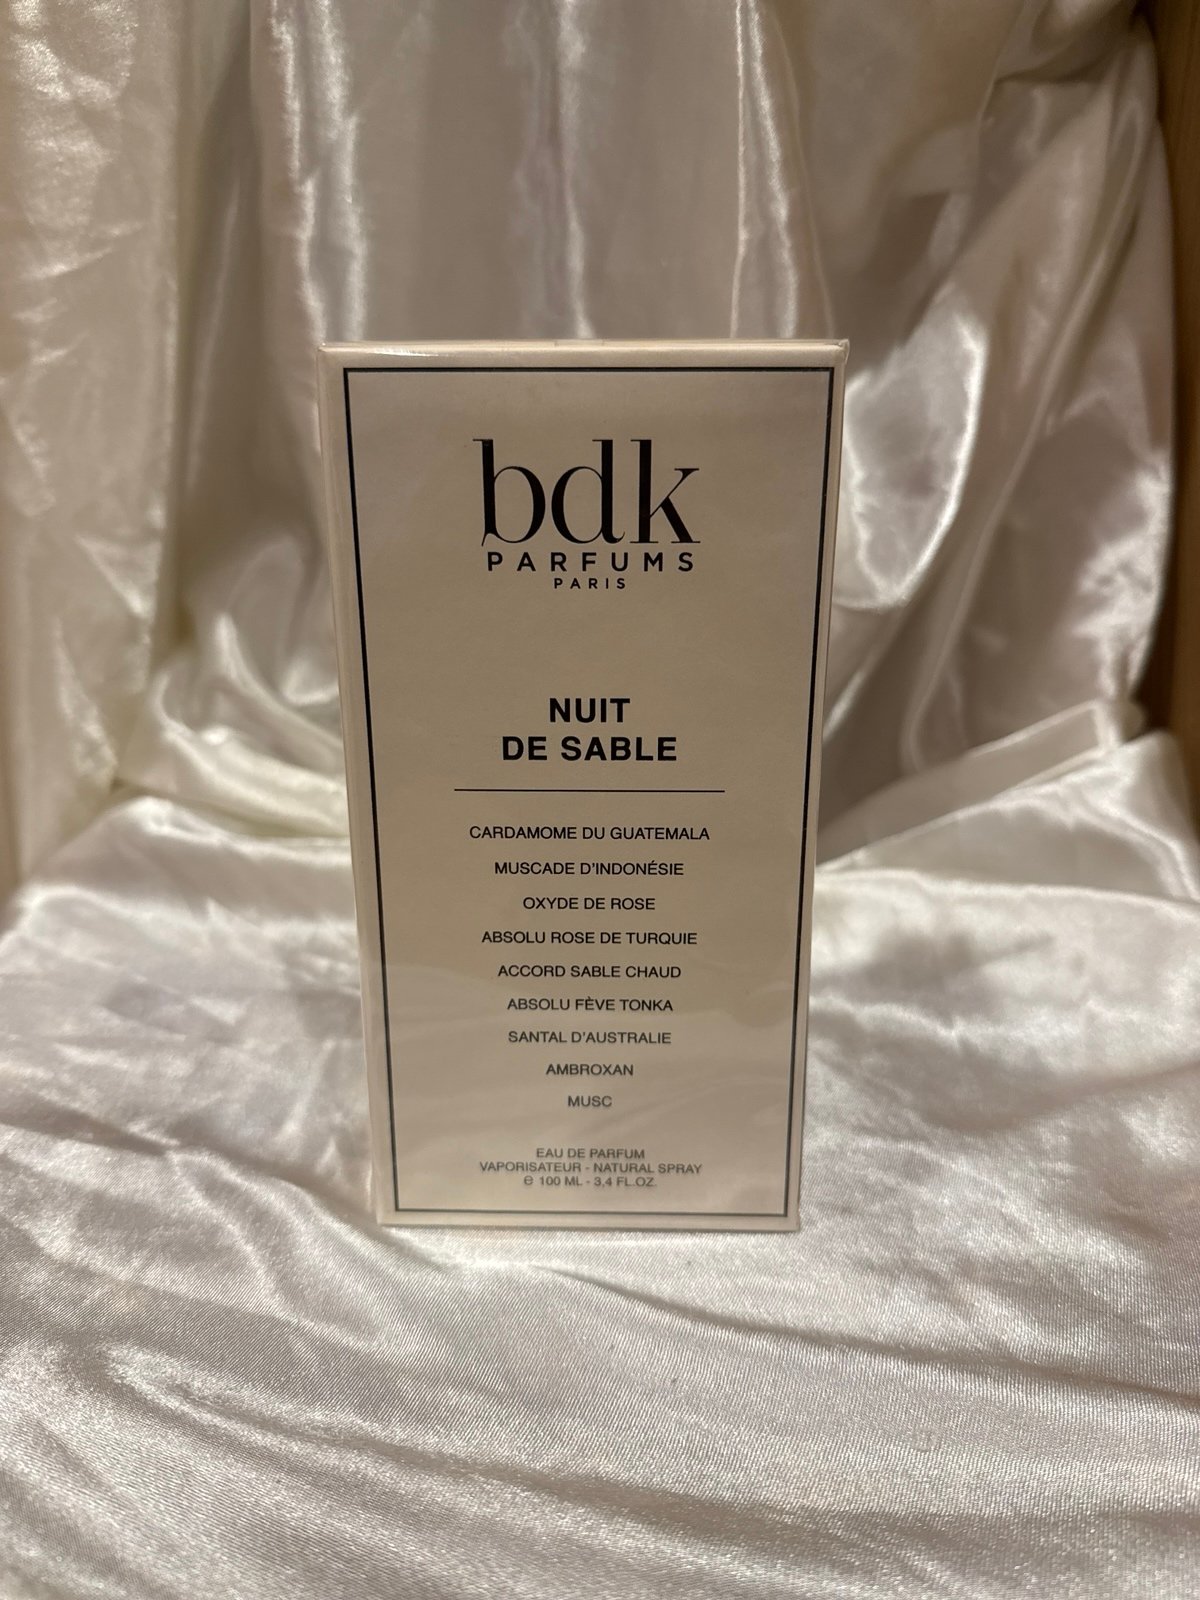 bdk
PARFUMS
PARIS
NUIT
DE SABLE
CARDAMOME DU GUATEMALA
MUSCADE D'INDONÉSIE
OXYDE DE ROSE
ABSOLU ROSE DE TURQUIE
ACCORD SABLE CHAUD
ABSOLU FÈVE TONKA
SANTAL D'AUSTRALIE
AMBROXAN
MUSC
EAU DE PARFUM
VAPORISATEUR - NATURAL SPRAY
℮ 100 ML - 3,4 FL.OZ.